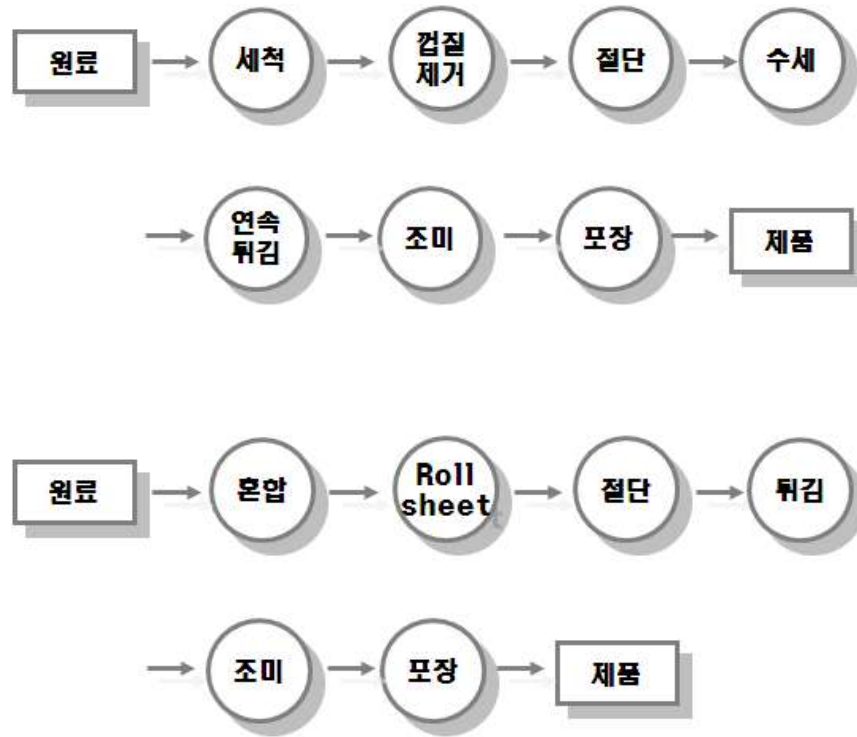 원료
세척
껍질
제거
절단
수세
연속
튀김
조미
포장
제품
원료
혼합
Roll
sheet
절단
튀김
조미
포장
제품